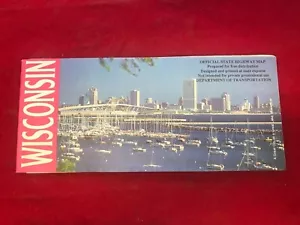 WISCONSIN
OFFICIAL STATE HIGHWAY MAP
Prepared for free distribution
Designed and printed at state expense
Not intended for private promotional use
DEPARTMENT OF TRANSPORTATION